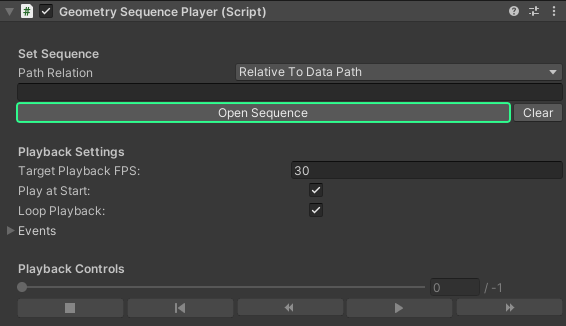 Geometry Sequence Player (Script)
Set Sequence
Path Relation Relative To Data Path
Open Sequence Clear
Playback Settings
Target Playback FPS: 30
Play at Start:
Loop Playback:
Events
Playback Controls
0 / -1